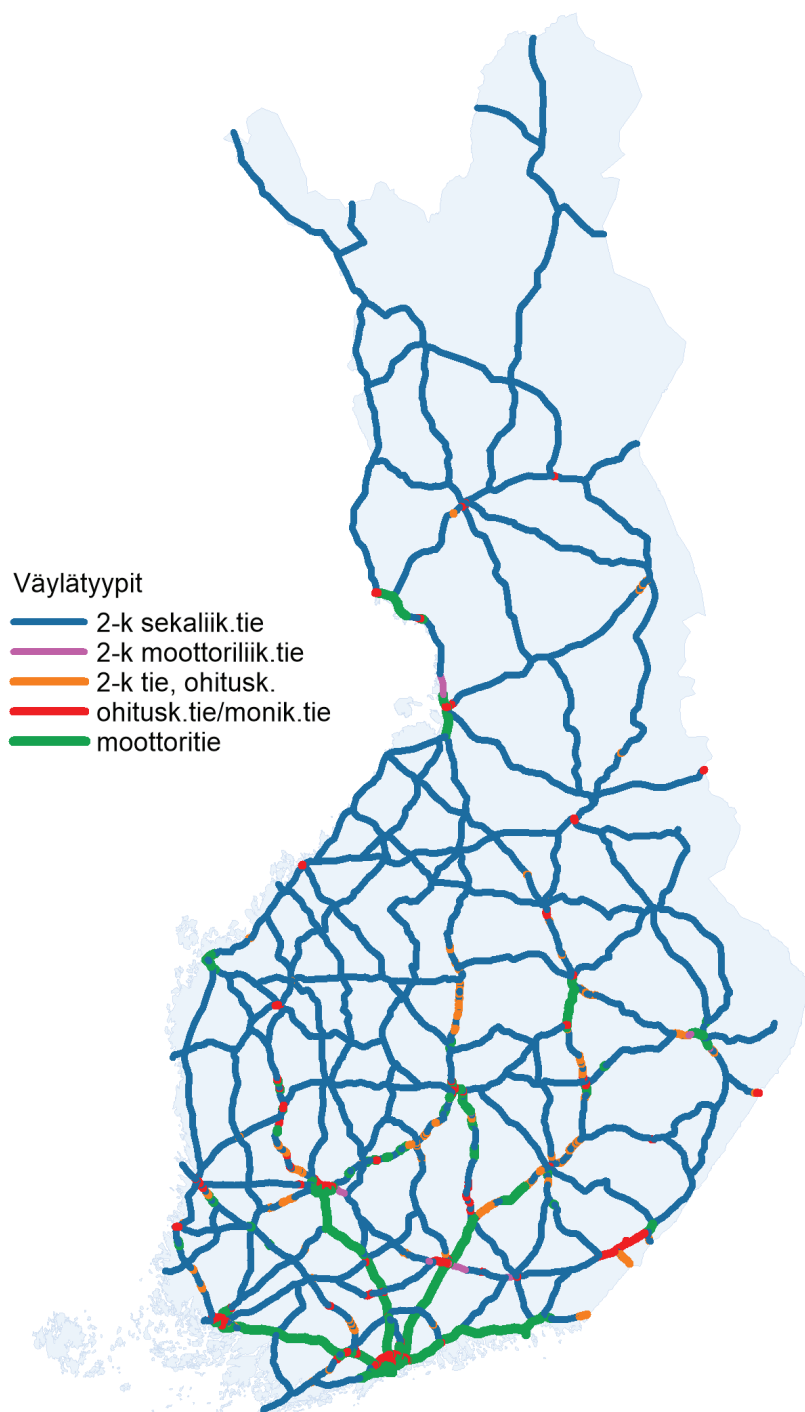 Väylätyypit
2-k sekaliik.tie
2-k moottoriliik.tie
2-k tie, ohitusk.
ohitusk.tie/monik.tie
moottoritie